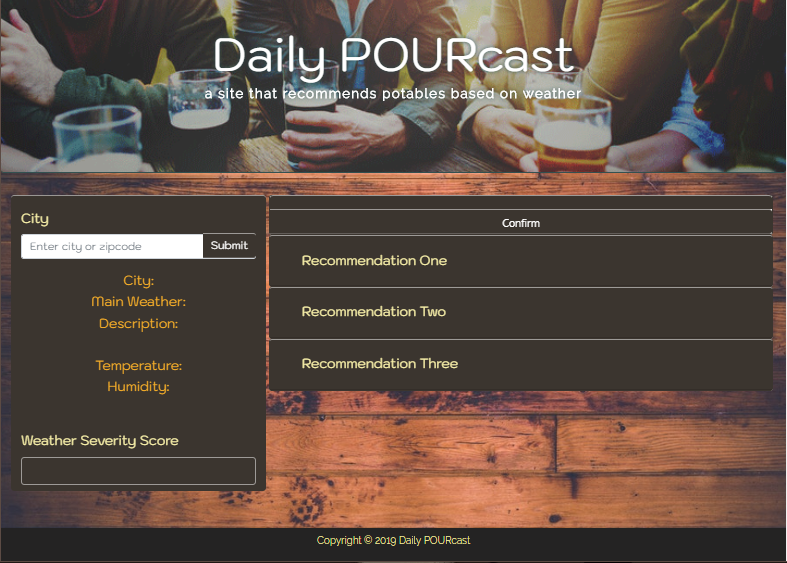 Daily POURcast
a site that recommends potables based on weather
City
Enter city or zipcode
Submit
City:
Main Weather:
Description:
Temperature:
Humidity:
Weather Severity Score
Confirm
Recommendation One
Recommendation Two
Recommendation Three
Copyright © 2019 Daily POURcast